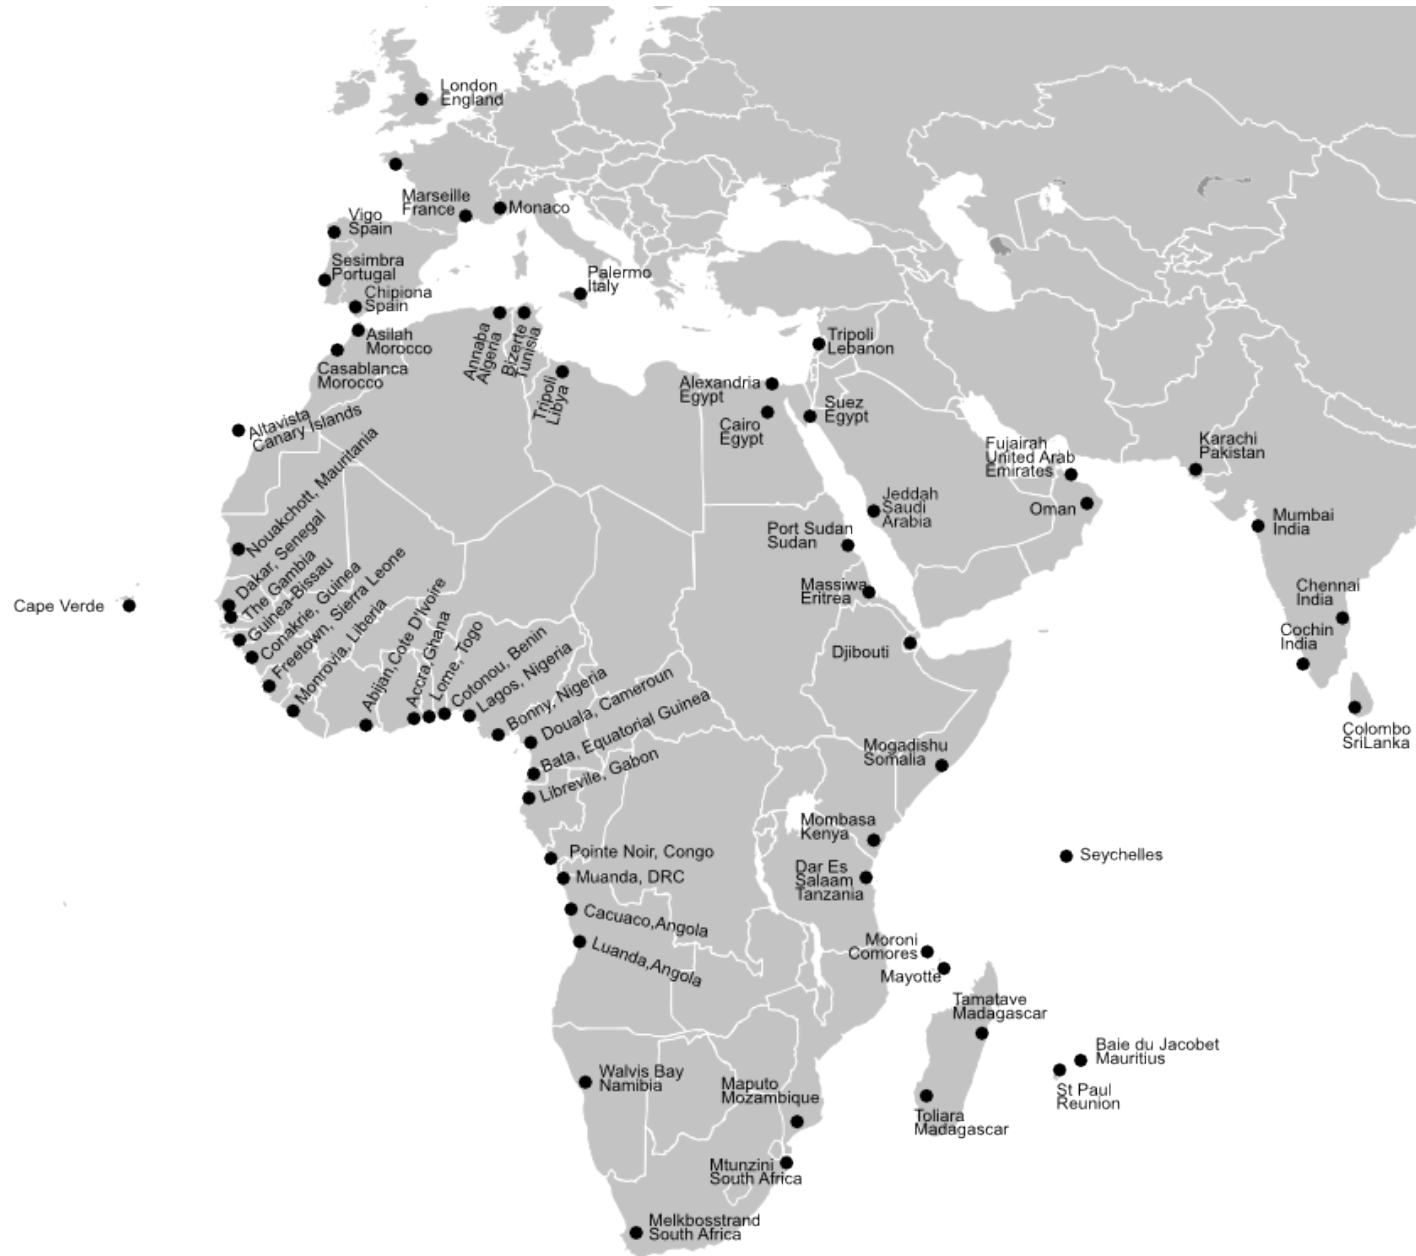 London
England
Marseille
France
Monaco
Vigo
Spain
Sesimbra
Portugal
Chipiona
Spain
Palermo
Italy
Asilah
Morocco
Casablanca
Morocco
Annaba
Algeria
Bizerte
Tunisia
Tripoli
Libya
Tripoli
Lebanon
Alexandria
Egypt
Cairo
Egypt
Suez
Egypt
Altavista
Canary Islands
Fujairah
United Arab
Emirates
Oman
Karachi
Pakistan
Mumbai
India
Chennai
India
Cochin
India
Colombo
SriLanka
Jeddah
Saudi
Arabia
Port Sudan
Sudan
Massiwa
Eritrea
Djibouti
Cape Verde
Nouakchott, Mauritania
Dakar, Senegal
The Gambia
Guinea-Bissau
Conakrie, Guinea
Freetown, Sierra Leone
Monrovia, Liberia
Abijan,Cote D'Ivoire
Accra,Ghana
Lome, Togo
Cotonou, Benin
Lagos, Nigeria
Bonny, Nigeria
Douala, Cameroun
Bata, Equatorial Guinea
Librevile, Gabon
Mogadishu
Somalia
Mombasa
Kenya
Dar Es
Salaam
Tanzania
Seychelles
Pointe Noir, Congo
Muanda, DRC
Cacuaco,Angola
Luanda,Angola
Moroni
Comores
Mayotte
Tamatave
Madagascar
Baie du Jacobet
Mauritius
St Paul
Reunion
Toliara
Madagascar
Walvis Bay
Namibia
Maputo
Mozambique
Mtunzini
South Africa
Melkbosstrand
South Africa